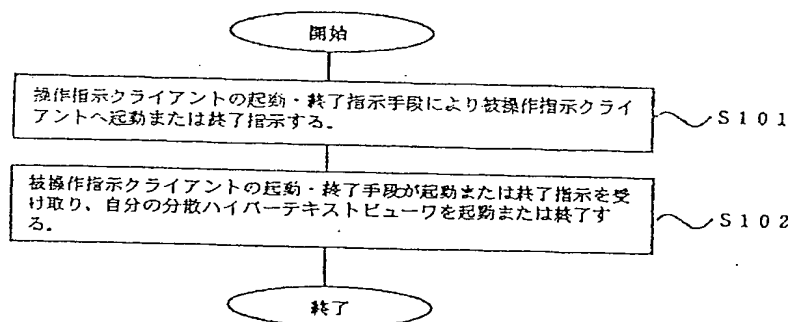 開始
操作指示クライアントの起動・終了指示手段により被操作指示クライ
アントへ起動または終了指示する。
S101
被操作指示クライアントの起動・終了手段が起動または終了指示を受
け取り、自分の分散ハイパーテキストビューワを起動または終了す
る。
S102
終了